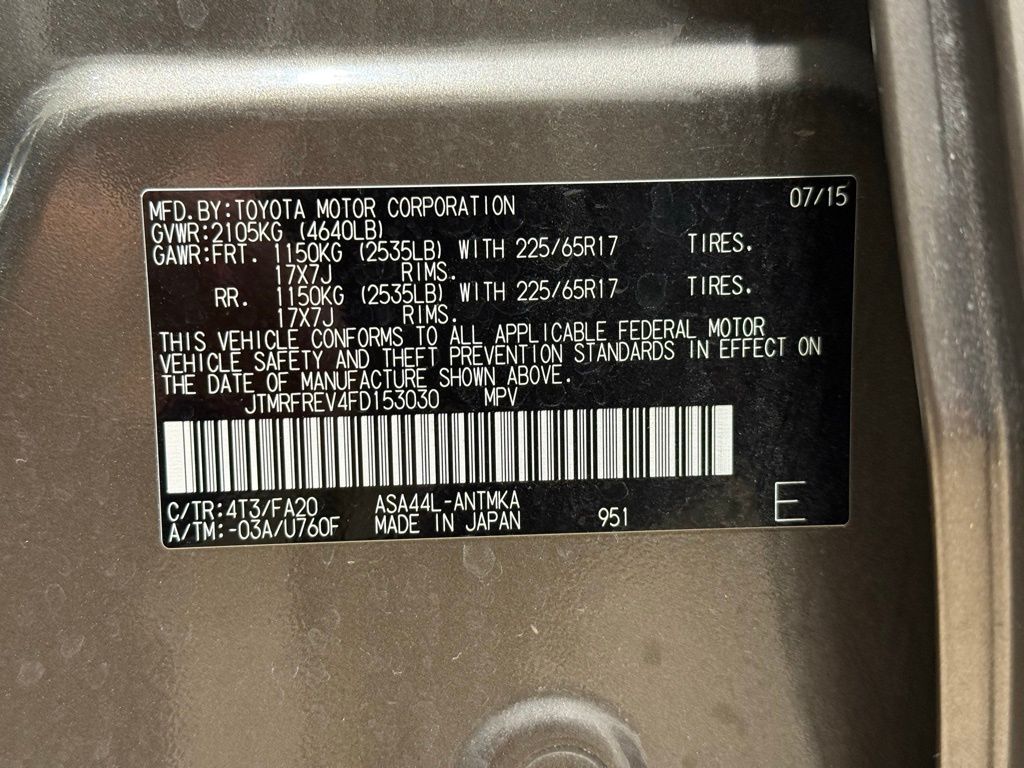 MFD.BY:TOYOTA MOTOR CORPORATION 07/15
GVWR:2105KG (4640LB)
GAWR:FRT. 1150KG (2535LB) WITH 225/65R17 TIRES.
17X7J RIMS.
RR. 1150KG (2535LB) WITH 225/65R17 TIRES.
17X7J RIMS.
THIS VEHICLE CONFORMS TO ALL APPLICABLE FEDERAL MOTOR
VEHICLE SAFETY AND THEFT PREVENTION STANDARDS IN EFFECT ON
THE DATE OF MANUFACTURE SHOWN ABOVE.
JTMRFREV4FD153030 MPV
C/TR:4T3/FA20 ASA44L-ANTMKA
A/TM:-03A/U760F MADE IN JAPAN 951 E